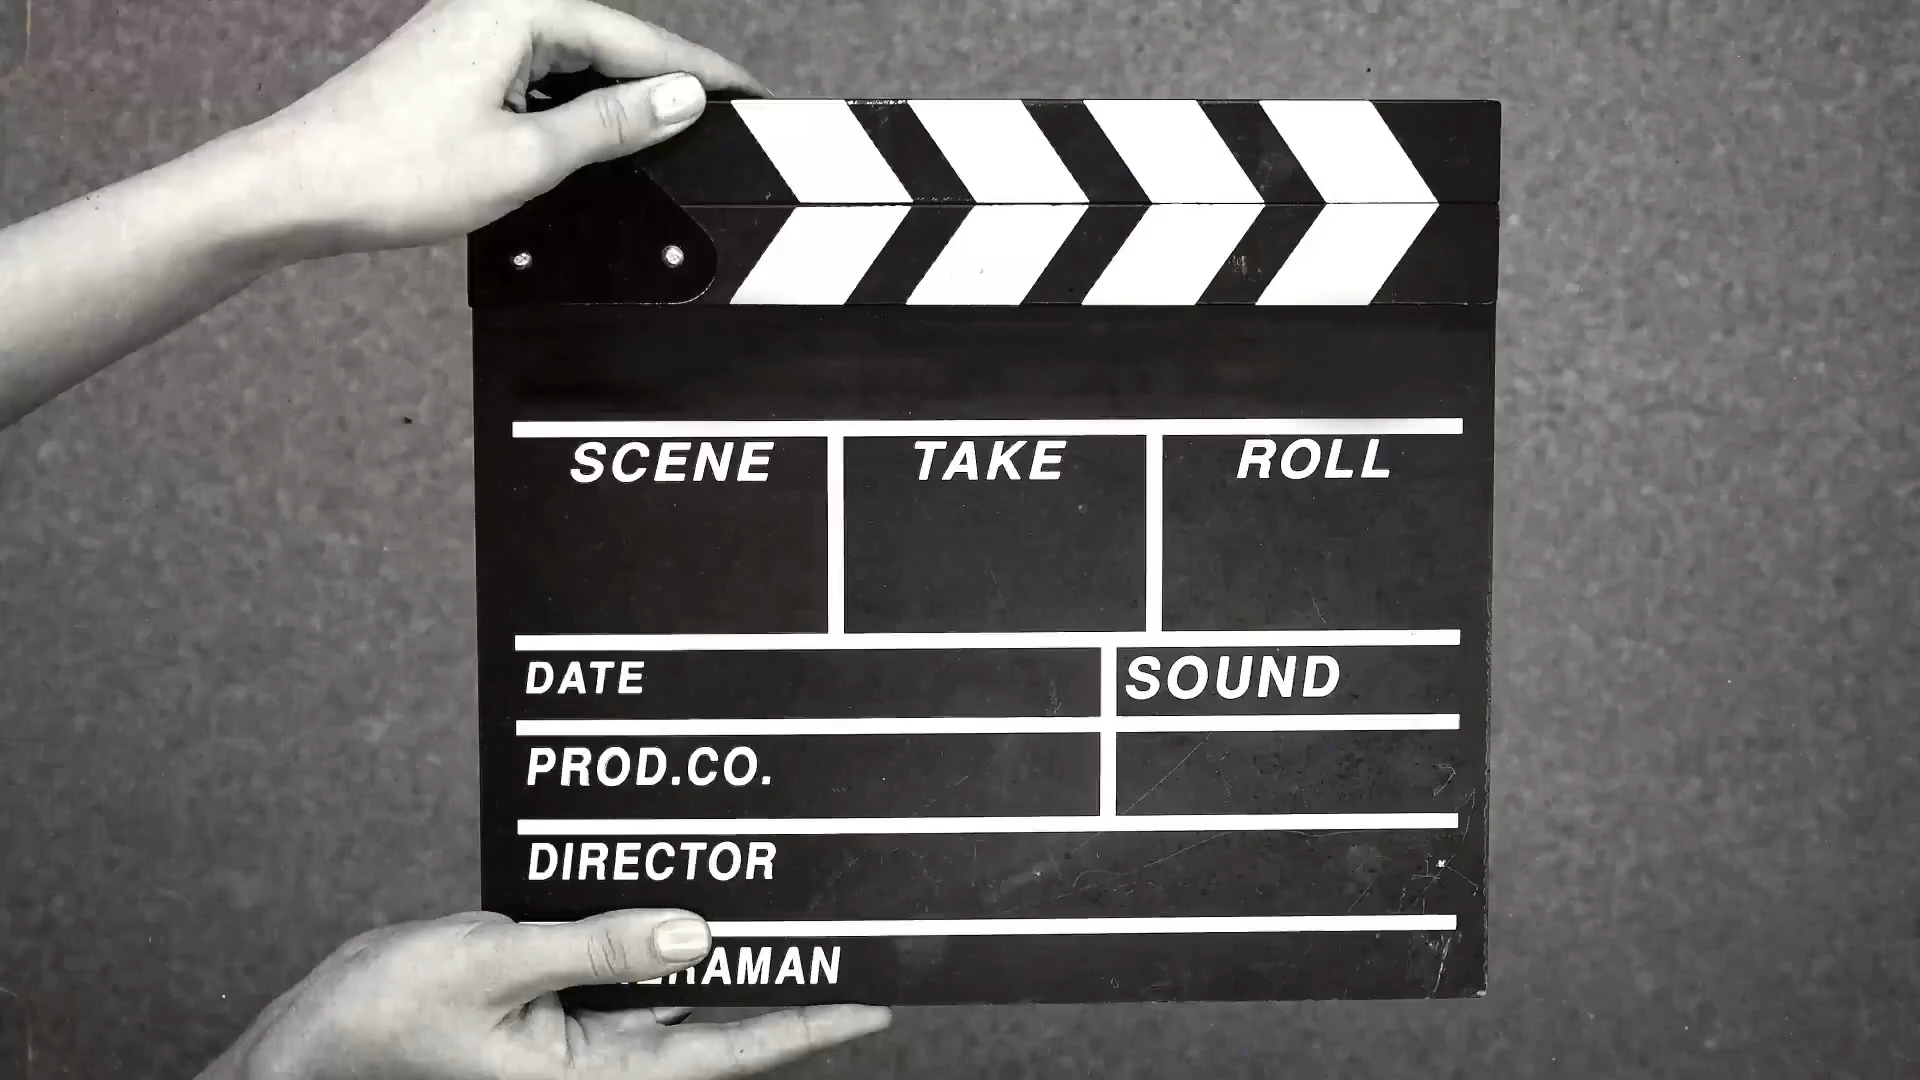 SCENE TAKE ROLL
DATE SOUND
PROD.CO.
DIRECTOR